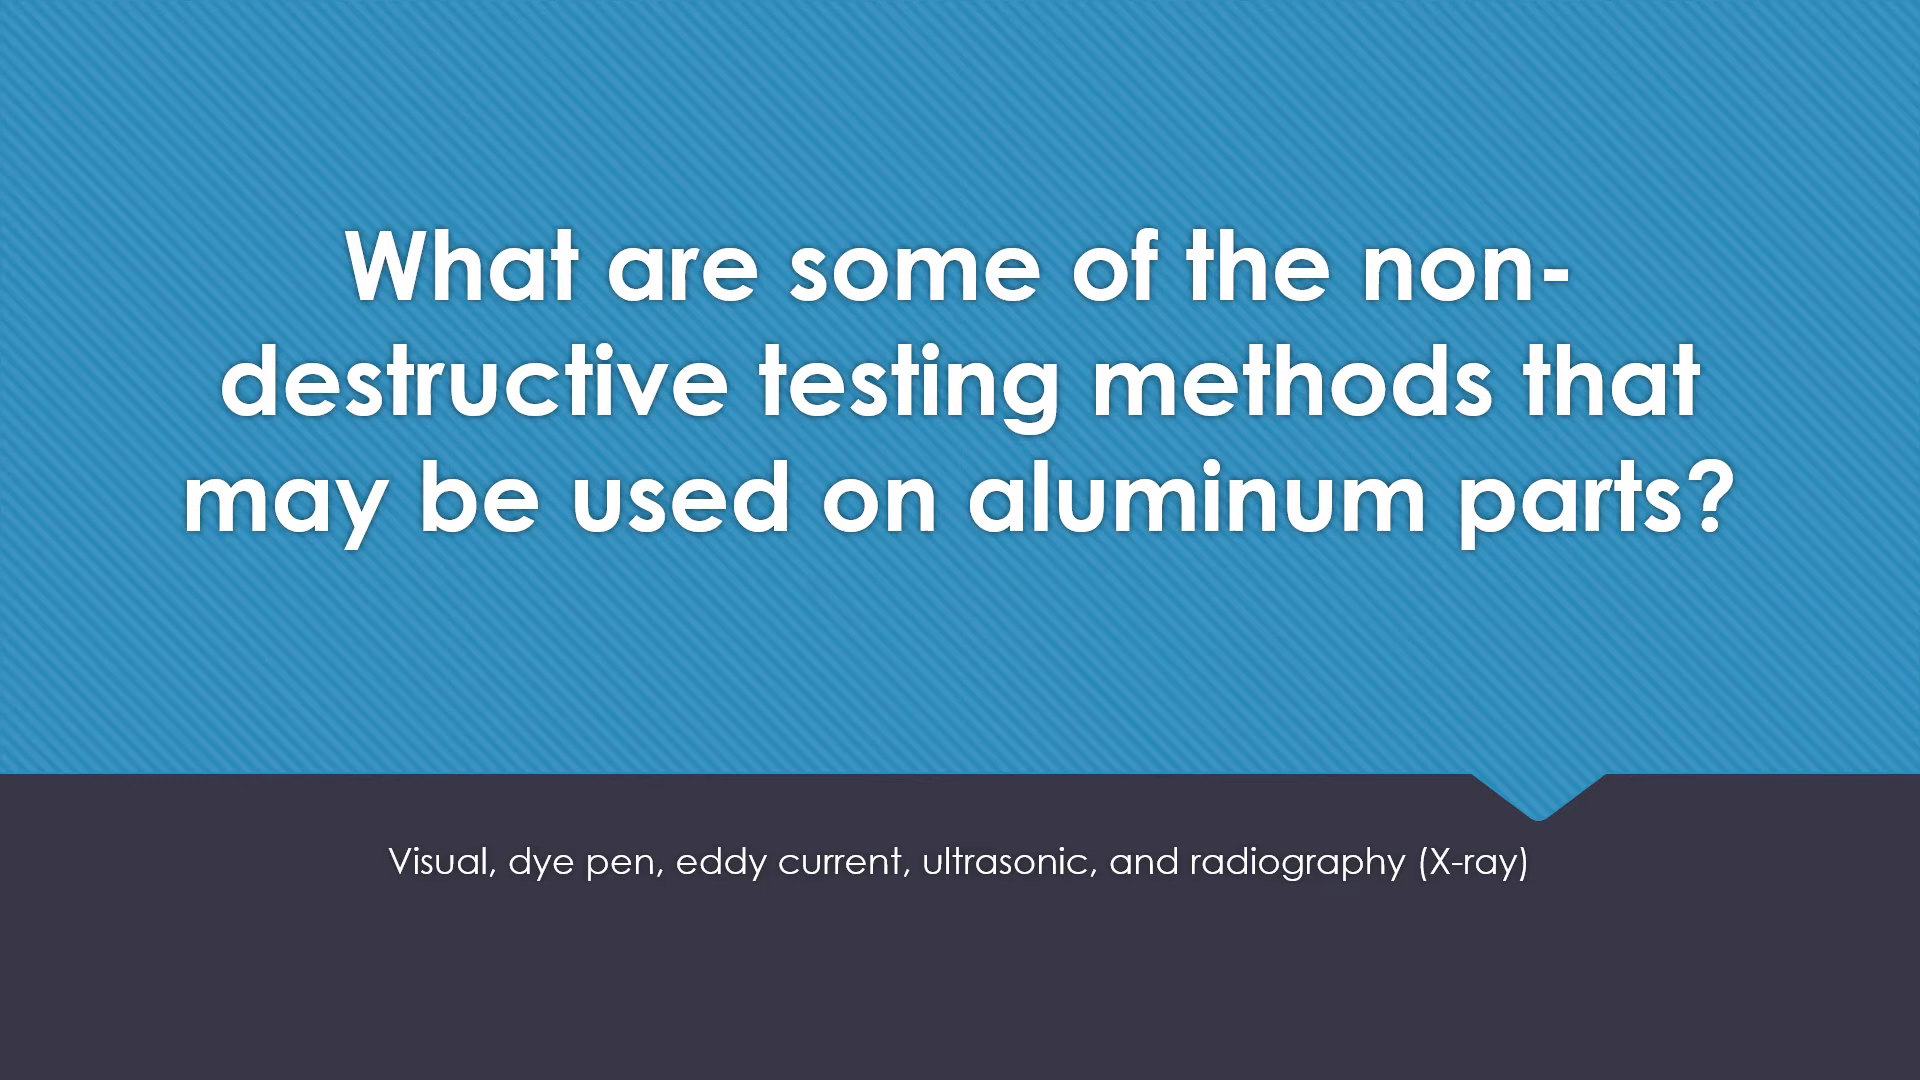 What are some of the non-
destructive testing methods that
may be used on aluminum parts?
Visual, dye pen, eddy current, ultrasonic, and radiography (X-ray)